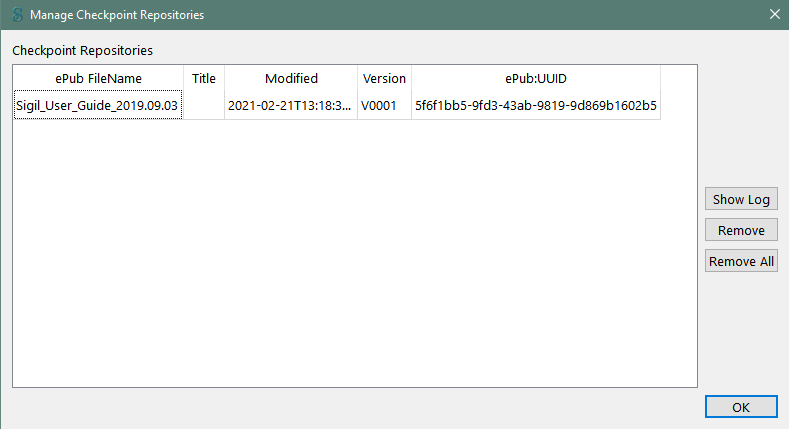 Manage Checkpoint Repositories
Checkpoint Repositories
ePub FileName Title Modified Version ePub:UUID
Sigil_User_Guide_2019.09.03 2021-02-21T13:18:3... V0001 5f6f1bb5-9fd3-43ab-9819-9d869b1602b5
Show Log
Remove
Remove All
OK